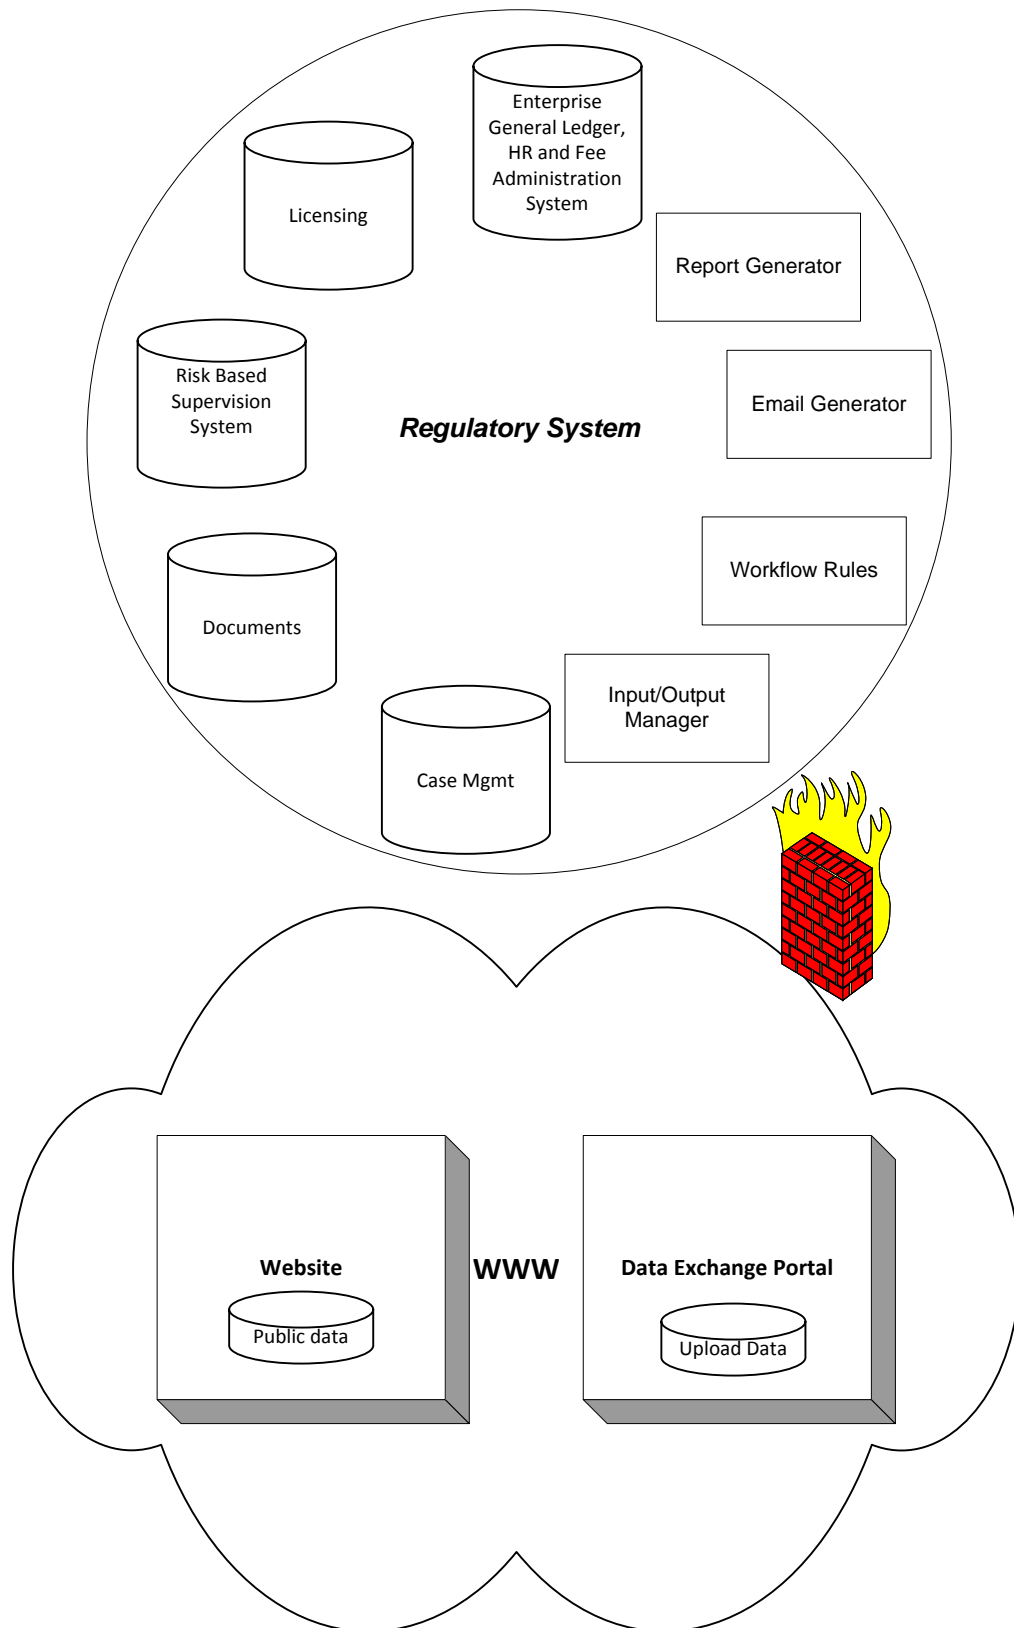 Enterprise
General Ledger,
HR and Fee
Administration
System
Licensing
Report Generator
Risk Based
Supervision
System
Email Generator
Regulatory System
Workflow Rules
Documents
Input/Output
Manager
Case Mgmt
Website
WWW
Data Exchange Portal
Public data
Upload Data